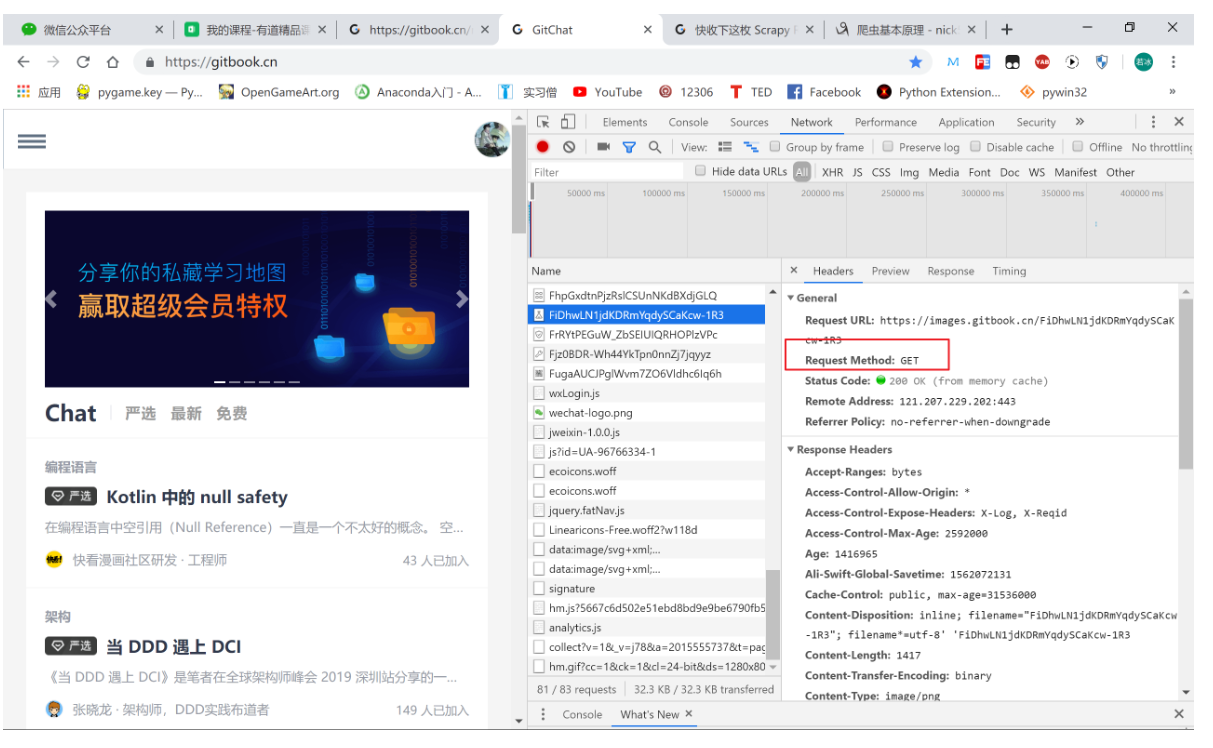 微信公众平台
我的课程-有道精品课
https://gitbook.cn/
GitChat
快收下这枚 Scrapy
爬虫基本原理 - nick
https://gitbook.cn
应用
pygame.key — Py...
OpenGameArt.org
Anaconda入门 - A...
实习僧
YouTube
12306
TED
Facebook
Python Extension...
pywin32
»
Elements Console Sources Network Performance Application Security »
View: Group by frame Preserve log Disable cache Offline No throttling
Filter Hide data URLs All XHR JS CSS Img Media Font Doc WS Manifest Other
50000 ms 100000 ms 150000 ms 200000 ms 250000 ms 300000 ms 350000 ms 400000 ms
分享你的私藏学习地图
赢取超级会员特权
Chat 严选 最新 免费
编程语言
严选 Kotlin 中的 null safety
在编程语言中空引用（Null Reference）一直是一个不太好的概念。 空...
快看漫画社区研发 · 工程师 43 人已加入
架构
严选 当 DDD 遇上 DCI
《当 DDD 遇上 DCI》是笔者在全球架构师峰会 2019 深圳站分享的一...
张晓龙 · 架构师，DDD实践布道者 149 人已加入
Name
FhpGxdtnPjzRslCSUnNKdBXdjGLQ
FiDhwLN1jdKDRmYqdySCaKcw-1R3
FrRYtPEGuW_ZbSEIUIQRHOPlzVPc
Fjz0BDR-Wh44YkTpn0nnZj7jqyyz
FugaAUCJPglWvm7ZO6Vldhc6Iq6h
wxLogin.js
wechat-logo.png
jweixin-1.0.0.js
js?id=UA-96766334-1
ecoicons.woff
ecoicons.woff
jquery.fatNav.js
Linearicons-Free.woff2?w118d
data:image/svg+xml;...
data:image/svg+xml;...
signature
hm.js?5667c6d502e51ebd8bd9e9be6790fb5
analytics.js
collect?v=1&_v=j78&a=2015555737&t=pag
hm.gif?cc=1&ck=1&cl=24-bit&ds=1280x80
81 / 83 requests 32.3 KB / 32.3 KB transferred
Headers Preview Response Timing
General
Request URL: https://images.gitbook.cn/FiDhwLN1jdKDRmYqdySCaK
cw-1R3
Request Method: GET
Status Code: 200 OK (from memory cache)
Remote Address: 121.207.229.202:443
Referrer Policy: no-referrer-when-downgrade
Response Headers
Accept-Ranges: bytes
Access-Control-Allow-Origin: *
Access-Control-Expose-Headers: X-Log, X-Reqid
Access-Control-Max-Age: 2592000
Age: 1416965
Ali-Swift-Global-Savetime: 1562072131
Cache-Control: public, max-age=31536000
Content-Disposition: inline; filename="FiDhwLN1jdKDRmYqdySCaKcw
-1R3"; filename*=utf-8' 'FiDhwLN1jdKDRmYqdySCaKcw-1R3
Content-Length: 1417
Content-Transfer-Encoding: binary
Content-Type: image/png
Console What's New